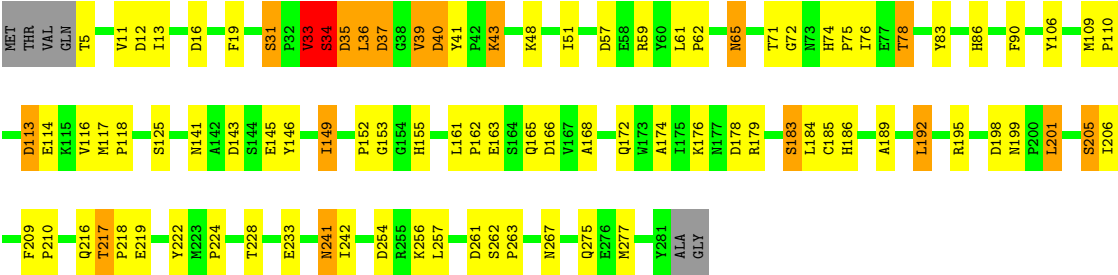 MET THR VAL GLN T5 V11 D12 I13 D16 F19 S31 P32 V33 S34 D35 L36 D37 G38 V39 D40 Y41 P42 K43 K48 I51 D57 E58 R59 Y60 L61 P62 N65 T71 G72 N73 H74 P75 I76 E77 T78 Y83 H86 F90 Y106 M109 P110
D113 E114 K115 V116 M117 P118 S125 N141 A142 D143 S144 E145 Y146 I149 P152 G153 G154 H155 L161 P162 E163 S164 Q165 D166 V167 A168 Q172 W173 A174 I175 K176 N177 D178 R179 S183 L184 C185 H186 A189 L192 R195 D198 N199 P200 L201 S205 I206
F209 P210 Q216 T217 P218 E219 Y222 M223 P224 T228 E233 N241 I242 D254 R255 K256 L257 D261 S262 P263 N267 Q275 E276 M277 Y281 ALA GLY